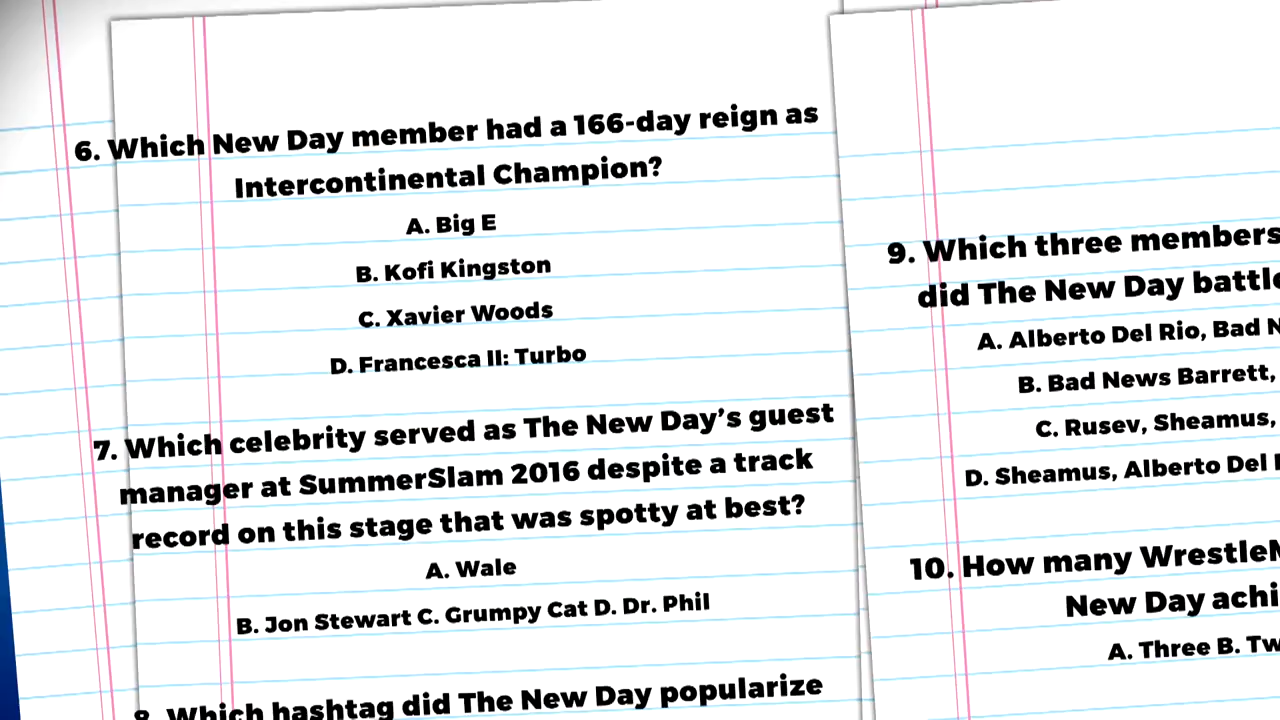 6. Which New Day member had a 166-day reign as
Intercontinental Champion?
A. Big E
B. Kofi Kingston
C. Xavier Woods
D. Francesca II: Turbo
7. Which celebrity served as The New Day's guest
manager at SummerSlam 2016 despite a track
record on this stage that was spotty at best?
A. Wale
B. Jon Stewart C. Grumpy Cat D. Dr. Phil
8. Which hashtag did The New Day popularize
9. Which three members
did The New Day battle
A. Alberto Del Rio, Bad
B. Bad News Barrett,
C. Rusev, Sheamus,
D. Sheamus, Alberto Del
10. How many
New Day
A. Three B.